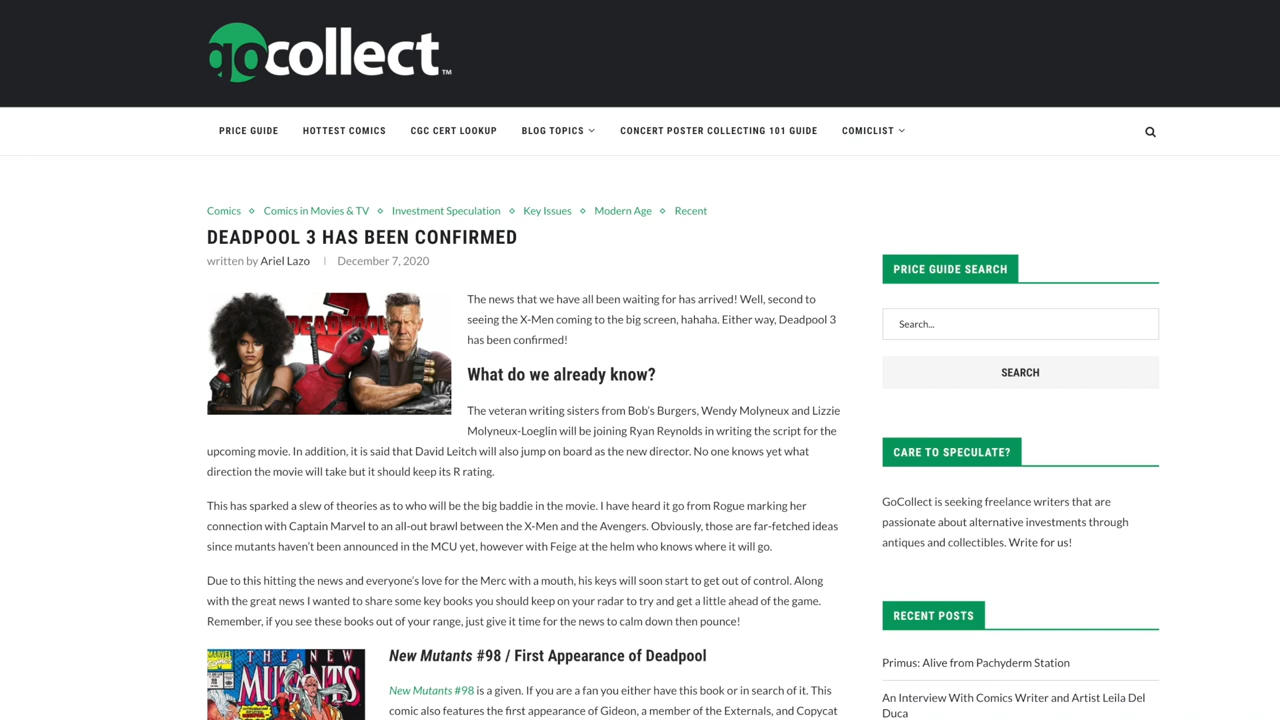 gocollect™
PRICE GUIDE
HOTTEST COMICS
CGC CERT LOOKUP
BLOG TOPICS
CONCERT POSTER COLLECTING 101 GUIDE
COMICLIST
Comics ⋄ Comics in Movies & TV ⋄ Investment Speculation ⋄ Key Issues ⋄ Modern Age ⋄ Recent
DEADPOOL 3 HAS BEEN CONFIRMED
written by Ariel Lazo | December 7, 2020
DEADPOOL
The news that we have all been waiting for has arrived! Well, second to
seeing the X-Men coming to the big screen, hahaha. Either way, Deadpool 3
has been confirmed!
What do we already know?
The veteran writing sisters from Bob's Burgers, Wendy Molyneux and Lizzie
Molyneux-Loeglin will be joining Ryan Reynolds in writing the script for the
upcoming movie. In addition, it is said that David Leitch will also jump on board as the new director. No one knows yet what
direction the movie will take but it should keep its R rating.
This has sparked a slew of theories as to who will be the big baddie in the movie. I have heard it go from Rogue marking her
connection with Captain Marvel to an all-out brawl between the X-Men and the Avengers. Obviously, those are far-fetched ideas
since mutants haven't been announced in the MCU yet, however with Feige at the helm who knows where it will go.
Due to this hitting the news and everyone's love for the Merc with a mouth, his keys will soon start to get out of control. Along
with the great news I wanted to share some key books you should keep on your radar to try and get a little ahead of the game.
Remember, if you see these books out of your range, just give it time for the news to calm down then pounce!
MARVEL
THE NEW
MUTANTS
New Mutants #98 / First Appearance of Deadpool
New Mutants #98 is a given. If you are a fan you either have this book or in search of it. This
comic also features the first appearance of Gideon, a member of the Externals, and Copycat
PRICE GUIDE SEARCH
Search...
SEARCH
CARE TO SPECULATE?
GoCollect is seeking freelance writers that are
passionate about alternative investments through
antiques and collectibles. Write for us!
RECENT POSTS
Primus: Alive from Pachyderm Station
An Interview With Comics Writer and Artist Leila Del
Duca